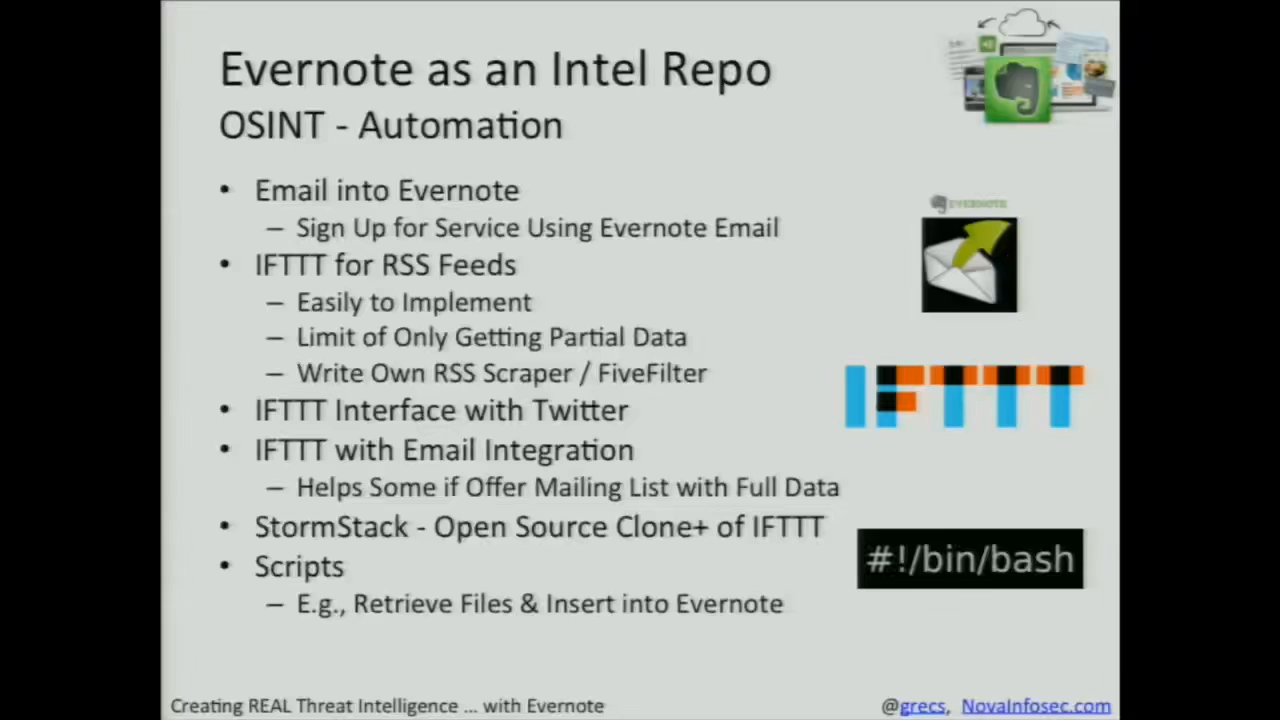 Evernote as an Intel Repo
OSINT - Automation
• Email into Evernote
– Sign Up for Service Using Evernote Email
• IFTTT for RSS Feeds
– Easily to Implement
– Limit of Only Getting Partial Data
– Write Own RSS Scraper / FiveFilter
• IFTTT Interface with Twitter
• IFTTT with Email Integration
– Helps Some if Offer Mailing List with Full Data
• StormStack - Open Source Clone+ of IFTTT
• Scripts
– E.g., Retrieve Files & Insert into Evernote
EVERNOTE
IFTTT
#!/bin/bash
Creating REAL Threat Intelligence ... with Evernote
@grecs, NovaInfosec.com